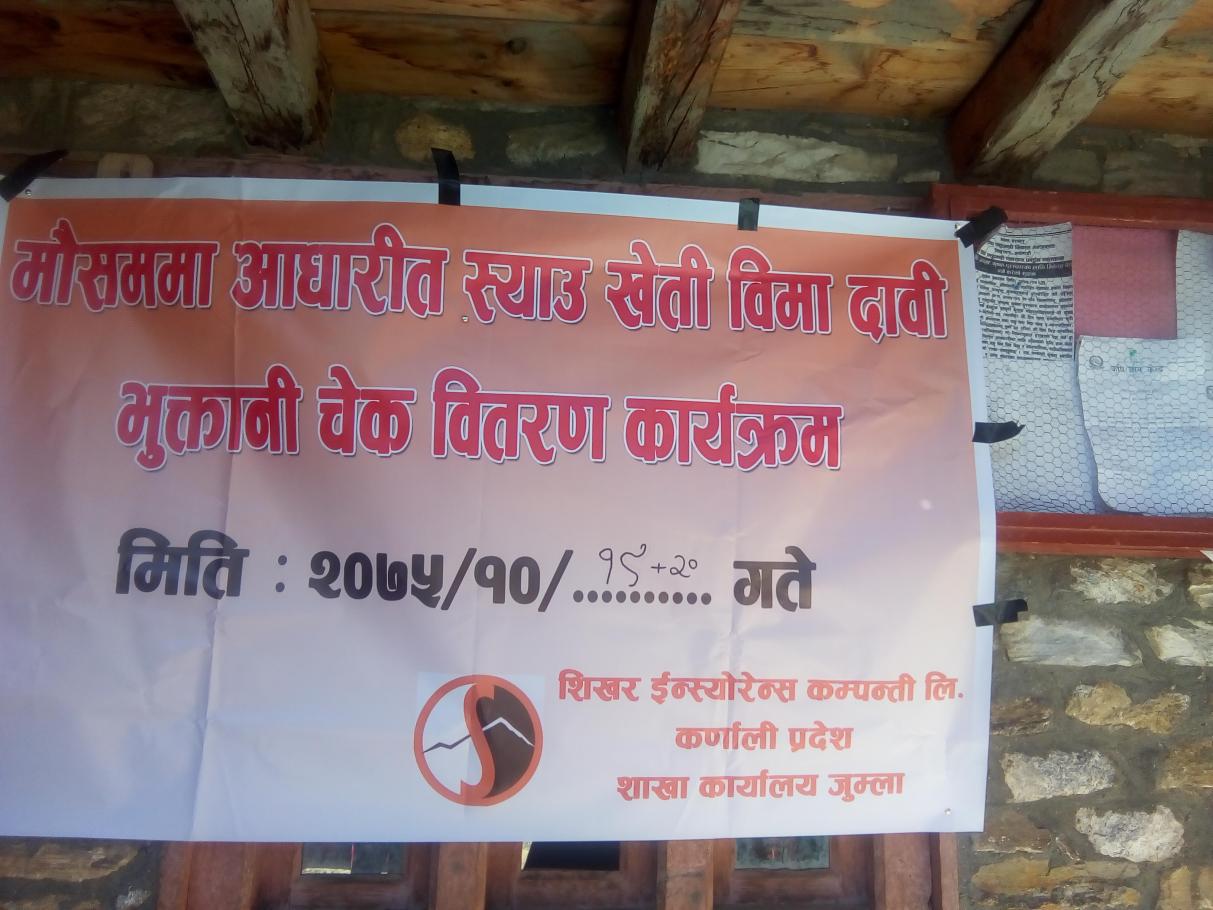 मौसममा आधारीत स्याउ खेती विमा दावी
भुक्तानी चेक वितरण कार्यक्रम
मिति : २०७५/१०/..१९+२०.. गते
शिखर ईन्स्योरेन्स कम्पन्ती लि.
कर्णाली प्रदेश
शाखा कार्यालय जुम्ला